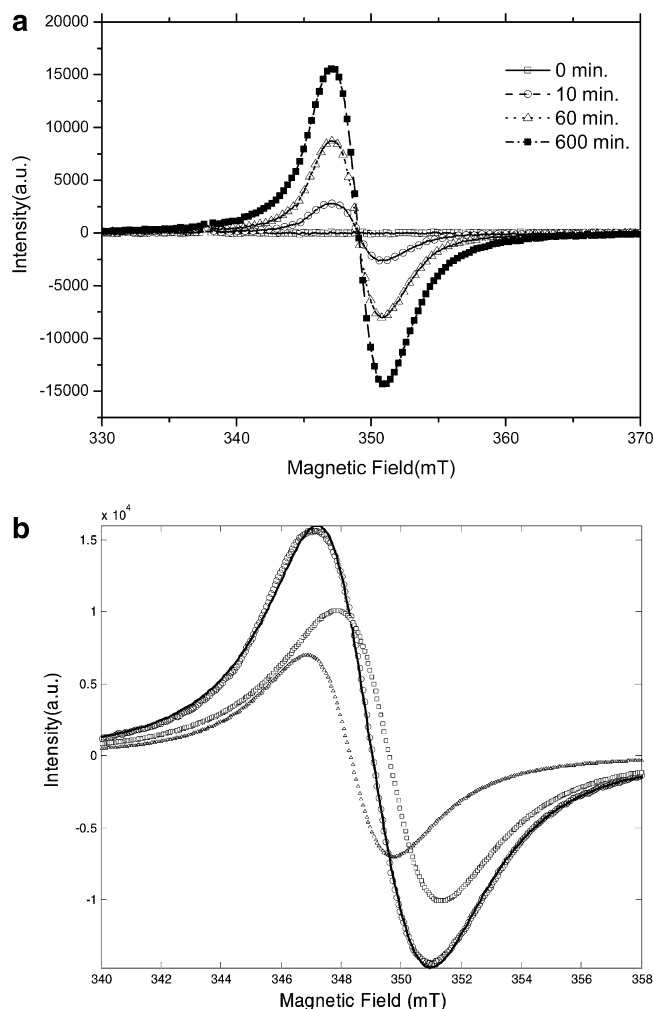 a
20000
15000
10000
5000
0
-5000
-10000
-15000
Intensity(a.u.)
0 min.
10 min.
60 min.
600 min.
330 340 350 360 370
Magnetic Field(mT)
b
x 10^4
1.5
1
0.5
0
-0.5
-1
Intensity(a.u.)
340 342 344 346 348 350 352 354 356 358
Magnetic Field (mT)